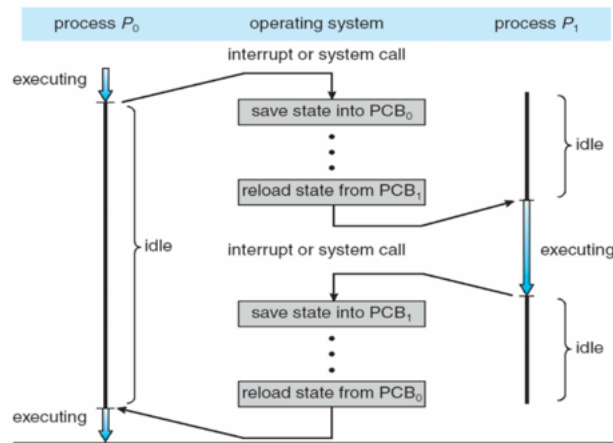 process P₀ operating system process P₁
interrupt or system call
executing
save state into PCB₀
idle
reload state from PCB₁
idle
interrupt or system call
executing
save state into PCB₁
idle
reload state from PCB₀
executing